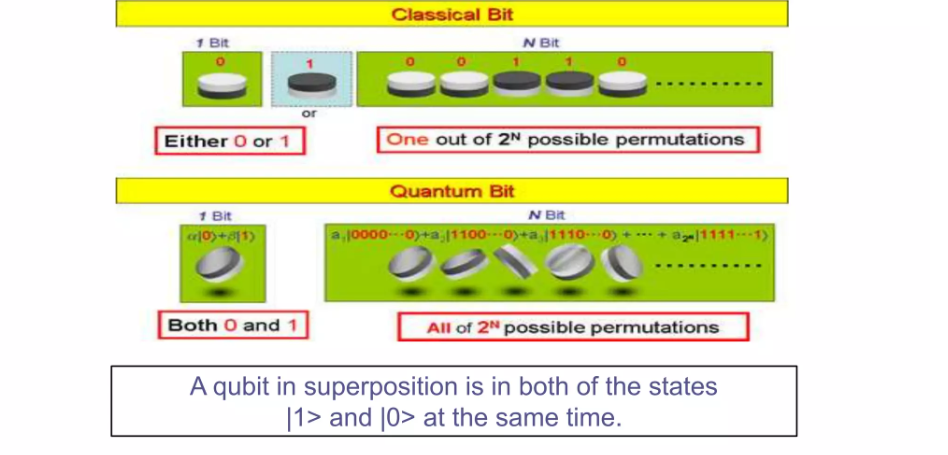 Classical Bit
1 Bit
N Bit
0
1
0 0 1 1 0
or
Either 0 or 1
One out of 2ᴺ possible permutations
Quantum Bit
1 Bit
N Bit
α|0⟩+β|1⟩
a₁|0000···0⟩+a₂|1100···0⟩+a₃|1110···0⟩ + ··· + a₂ₙ|1111···1⟩
Both 0 and 1
All of 2ᴺ possible permutations
A qubit in superposition is in both of the states
|1> and |0> at the same time.